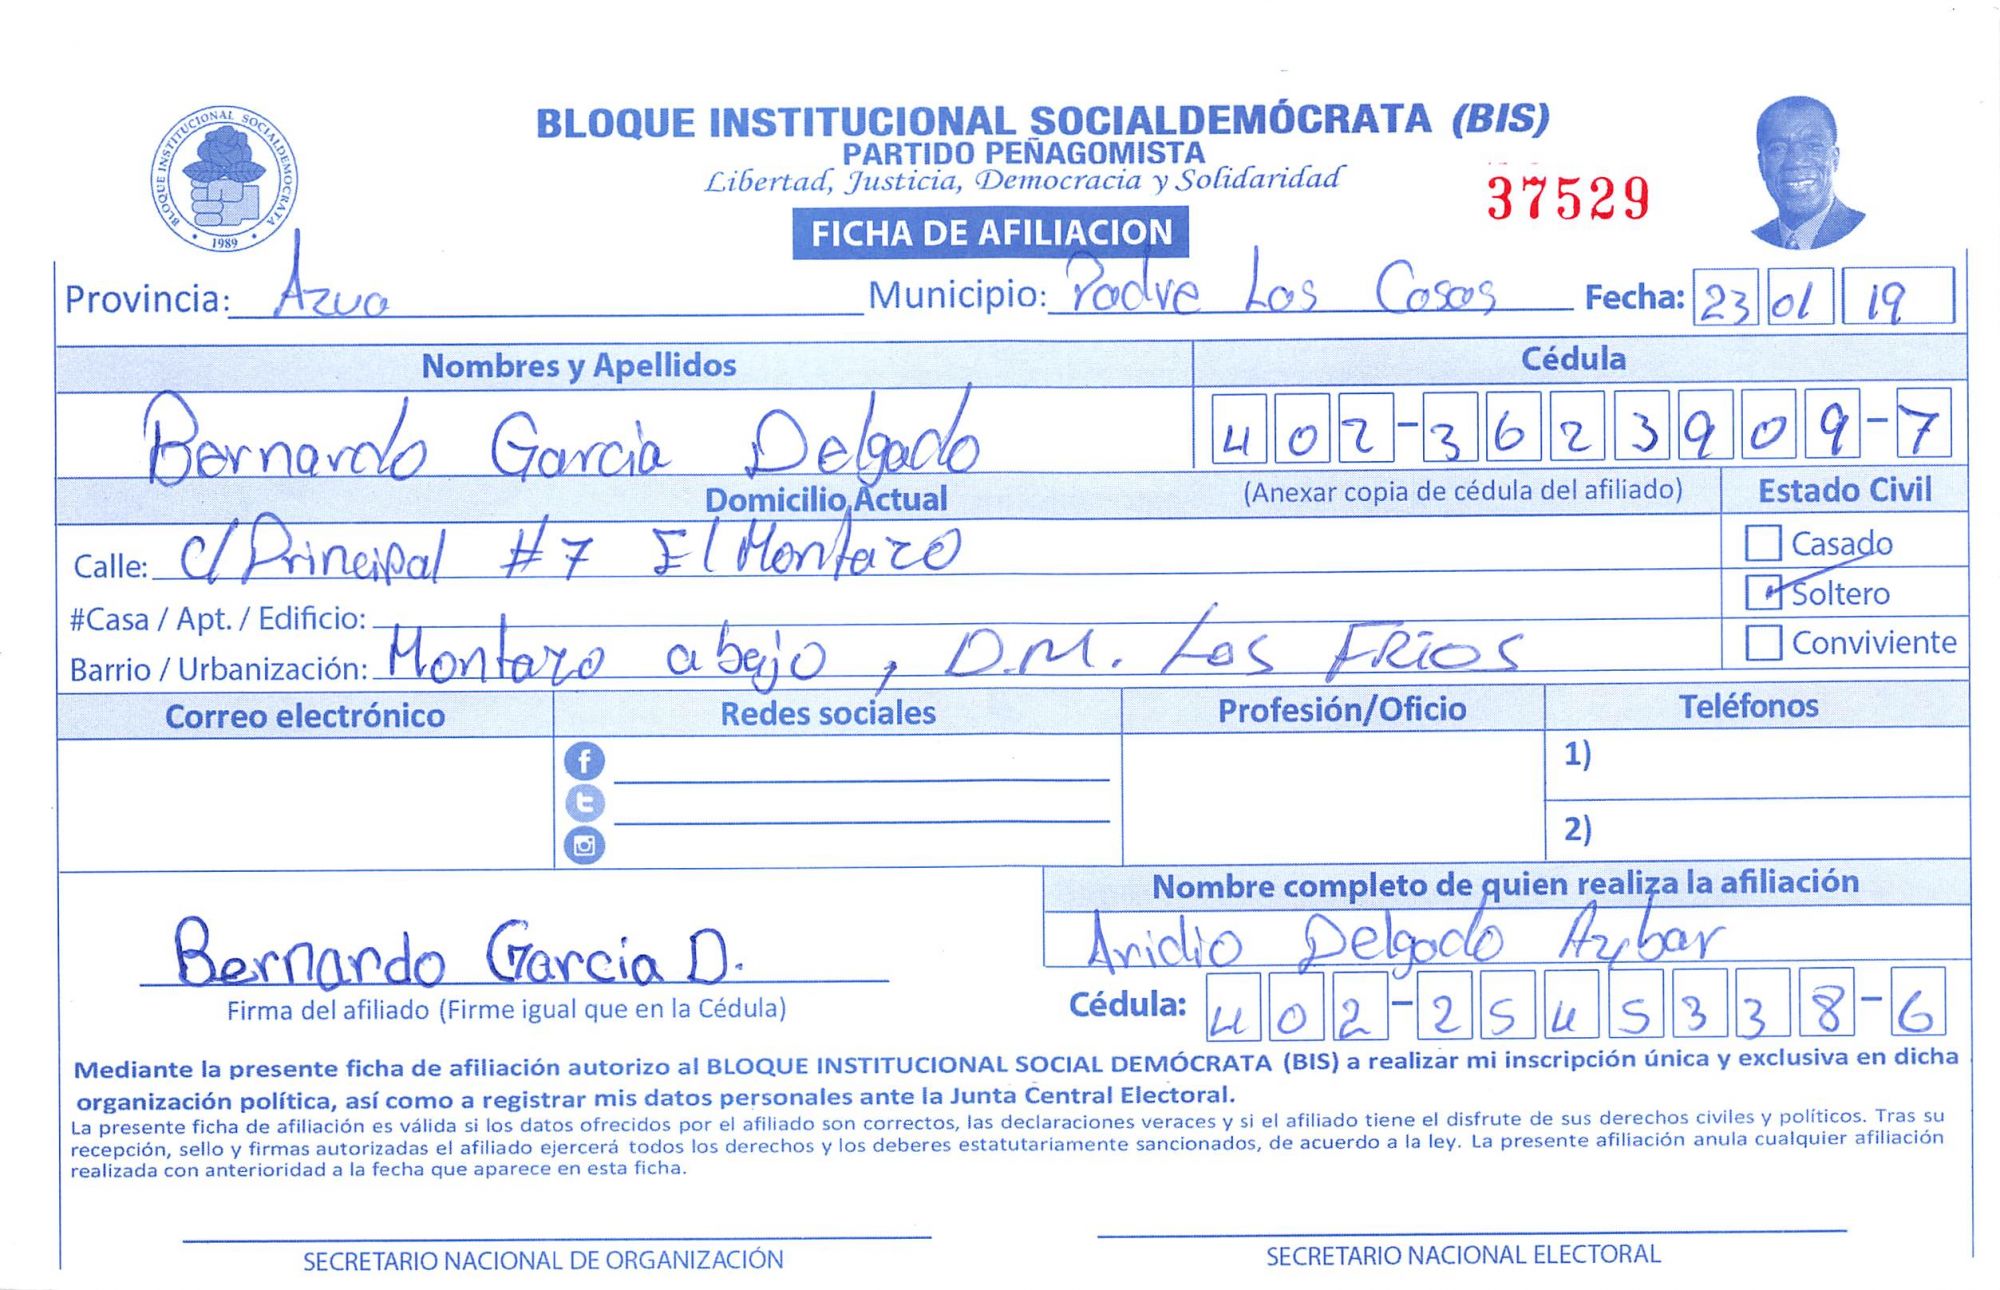 BLOQUE INSTITUCIONAL SOCIALDEMOCRATA
1989
BLOQUE INSTITUCIONAL SOCIALDEMÓCRATA (BIS)
PARTIDO PEÑAGOMISTA
Libertad, Justicia, Democracia y Solidaridad
37529
FICHA DE AFILIACION
Provincia: Azua Municipio: Padre Las Casas Fecha: 23 01 19
Nombres y Apellidos Cédula
Bernardo García Delgado 402-3623909-7
Domicilio Actual (Anexar copia de cédula del afiliado) Estado Civil
Calle: c/Principal #7 El Montazo Casado
#Casa / Apt. / Edificio: Soltero
Barrio / Urbanización: Montazo abajo, D.M. Las FRíOS Conviviente
Correo electrónico Redes sociales Profesión/Oficio Teléfonos
1)
2)
Nombre completo de quien realiza la afiliación
Aridio Delgado Aybar
Bernardo Garcia D.
Firma del afiliado (Firme igual que en la Cédula) Cédula: 402-2545338-6
Mediante la presente ficha de afiliación autorizo al BLOQUE INSTITUCIONAL SOCIAL DEMÓCRATA (BIS) a realizar mi inscripción única y exclusiva en dicha
organización política, así como a registrar mis datos personales ante la Junta Central Electoral.
La presente ficha de afiliación es válida si los datos ofrecidos por el afiliado son correctos, las declaraciones veraces y si el afiliado tiene el disfrute de sus derechos civiles y políticos. Tras su
recepción, sello y firmas autorizadas el afiliado ejercerá todos los derechos y los deberes estatutariamente sancionados, de acuerdo a la ley. La presente afiliación anula cualquier afiliación
realizada con anterioridad a la fecha que aparece en esta ficha.
SECRETARIO NACIONAL DE ORGANIZACIÓN SECRETARIO NACIONAL ELECTORAL